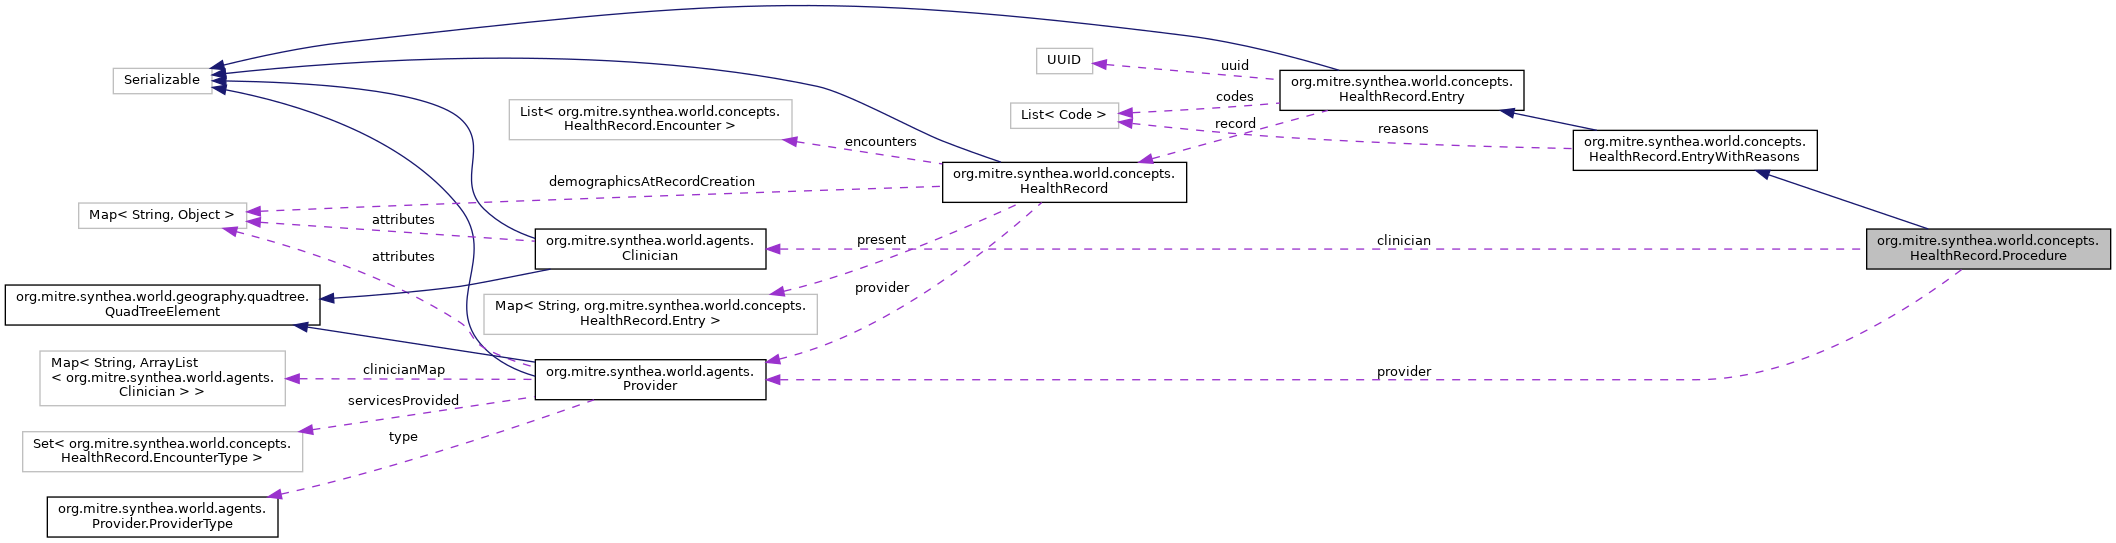 UUID
uuid
Serializable
org.mitre.synthea.world.concepts.
HealthRecord.Entry
codes
List< org.mitre.synthea.world.concepts.
HealthRecord.Encounter >
List< Code >
record
reasons
encounters
org.mitre.synthea.world.concepts.
HealthRecord.EntryWithReasons
org.mitre.synthea.world.concepts.
HealthRecord
demographicsAtRecordCreation
Map< String, Object >
attributes
org.mitre.synthea.world.agents.
Clinician
present
clinician
org.mitre.synthea.world.concepts.
HealthRecord.Procedure
attributes
provider
org.mitre.synthea.world.geography.quadtree.
QuadTreeElement
Map< String, org.mitre.synthea.world.concepts.
HealthRecord.Entry >
Map< String, ArrayList
< org.mitre.synthea.world.agents.
Clinician > >
clinicianMap
org.mitre.synthea.world.agents.
Provider
provider
servicesProvided
Set< org.mitre.synthea.world.concepts.
HealthRecord.EncounterType >
type
org.mitre.synthea.world.agents.
Provider.ProviderType